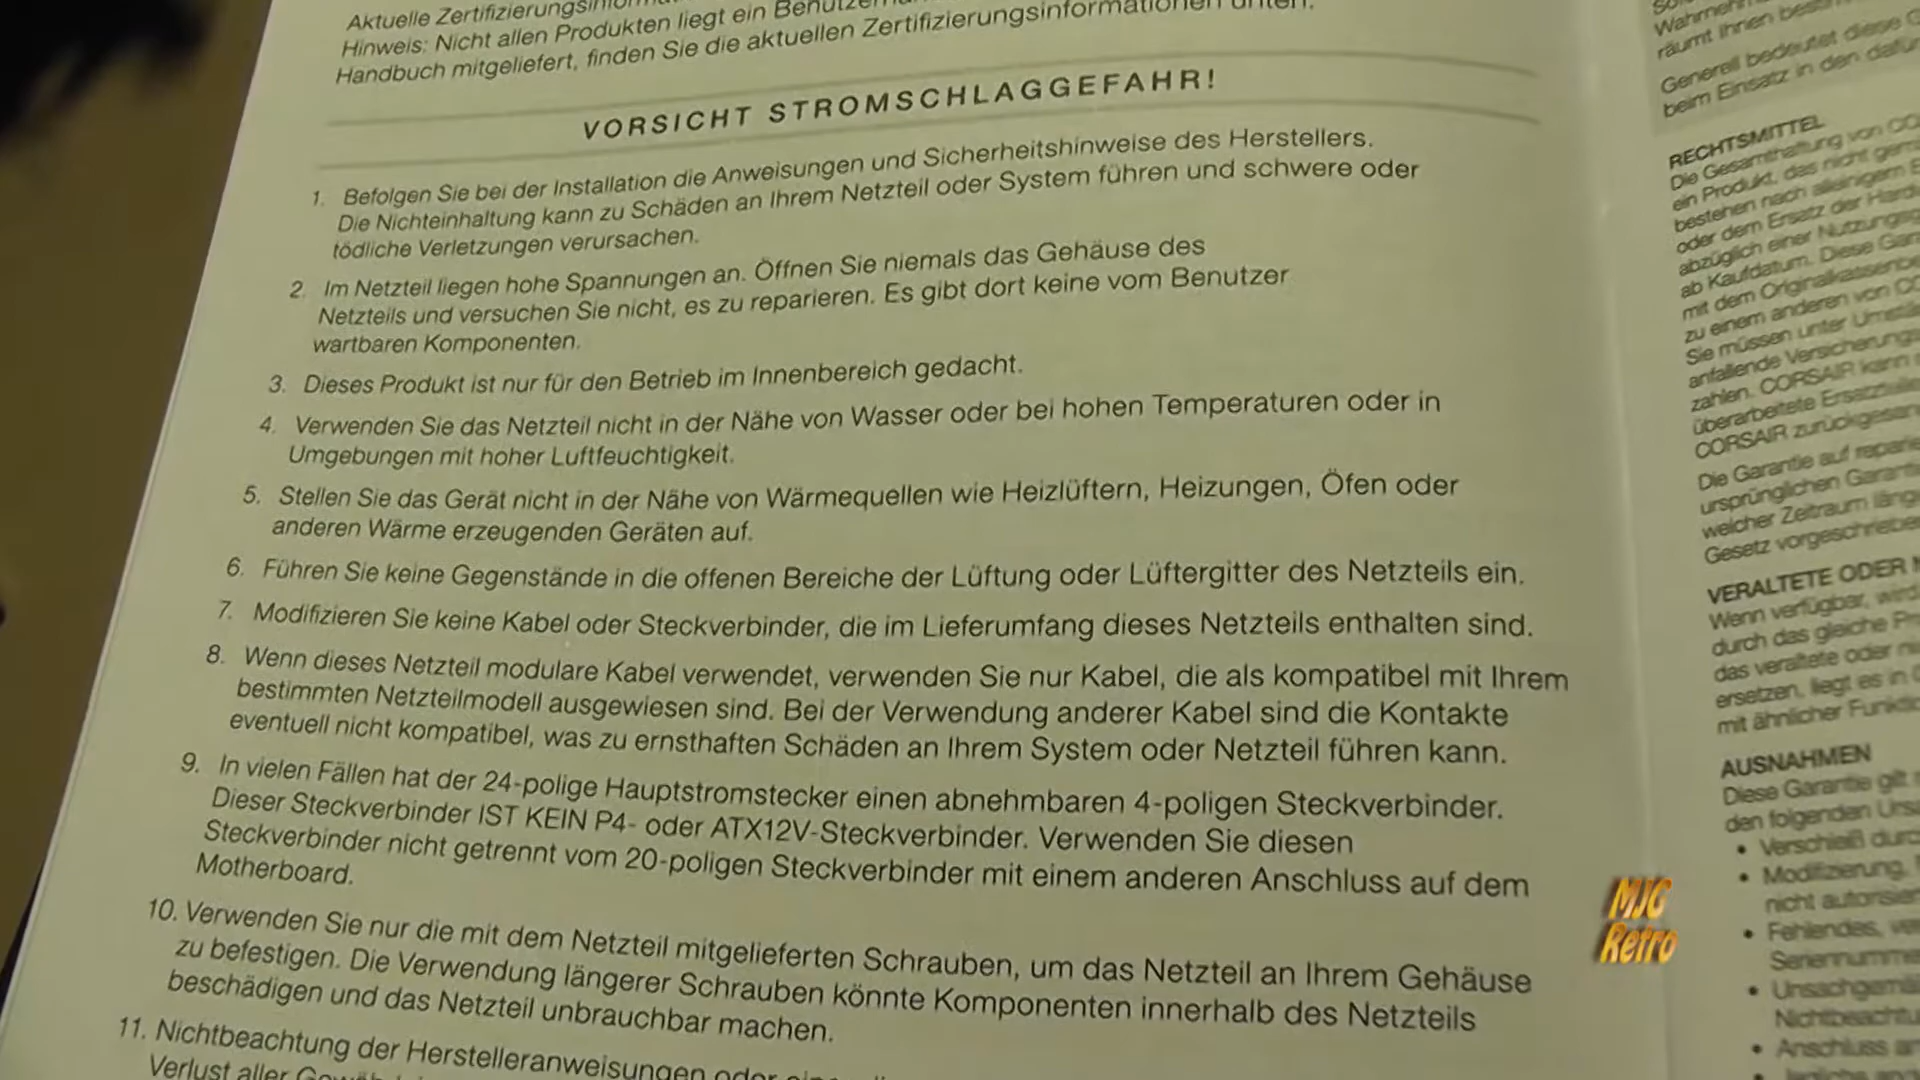 Aktuelle
Hinweis: Nicht allen Produkten liegt ein
Handbuch mitgeliefert, finden Sie die aktuellen Zertifizierungsinformationen unten.
VORSICHT STROMSCHLAGGEFAHR!
1. Befolgen Sie bei der Installation die Anweisungen und Sicherheitshinweise des Herstellers.
Die Nichteinhaltung kann zu Schäden an Ihrem Netzteil oder System führen und schwere oder
tödliche Verletzungen verursachen.
2. Im Netzteil liegen hohe Spannungen an. Öffnen Sie niemals das Gehäuse des
Netzteils und versuchen Sie nicht, es zu reparieren. Es gibt dort keine vom Benutzer
wartbaren Komponenten.
3. Dieses Produkt ist nur für den Betrieb im Innenbereich gedacht.
4. Verwenden Sie das Netzteil nicht in der Nähe von Wasser oder bei hohen Temperaturen oder in
Umgebungen mit hoher Luftfeuchtigkeit.
5. Stellen Sie das Gerät nicht in der Nähe von Wärmequellen wie Heizlüftern, Heizungen, Öfen oder
anderen Wärme erzeugenden Geräten auf.
6. Führen Sie keine Gegenstände in die offenen Bereiche der Lüftung oder Lüftergitter des Netzteils ein.
7. Modifizieren Sie keine Kabel oder Steckverbinder, die im Lieferumfang dieses Netzteils enthalten sind.
8. Wenn dieses Netzteil modulare Kabel verwendet, verwenden Sie nur Kabel, die als kompatibel mit Ihrem
bestimmten Netzteilmodell ausgewiesen sind. Bei der Verwendung anderer Kabel sind die Kontakte
eventuell nicht kompatibel, was zu ernsthaften Schäden an Ihrem System oder Netzteil führen kann.
9. In vielen Fällen hat der 24-polige Hauptstromstecker einen abnehmbaren 4-poligen Steckverbinder.
Dieser Steckverbinder IST KEIN P4- oder ATX12V-Steckverbinder. Verwenden Sie diesen
Steckverbinder nicht getrennt vom 20-poligen Steckverbinder mit einem anderen Anschluss auf dem
Motherboard.
10. Verwenden Sie nur die mit dem Netzteil mitgelieferten Schrauben, um das Netzteil an Ihrem Gehäuse
zu befestigen. Die Verwendung längerer Schrauben könnte Komponenten innerhalb des Netzteils
beschädigen und das Netzteil unbrauchbar machen.
11. Nichtbeachtung der Herstelleranweisungen oder
Verlust aller
räumt Ihnen
Generell bedeutet diese
beim Einsatz in den
RECHTSMITTEL
Die Gesamthaftung von
ein Produkt, das nicht
bestehen nach alleinigem
oder dem Ersatz der
abzüglich einer
ab Kaufdatum. Diese
mit dem
zu einem anderen von
Sie müssen unter
anfallende
zahlen. CORSAIR kann
überarbeitete
CORSAIR
Die Garantie auf
ursprünglichen
welcher Zeitraum
Gesetz
VERALTETE ODER
Wenn verfügbar, wird
durch das gleiche
das veraltete oder
ersetzen, liegt es in
mit ähnlicher
AUSNAHMEN
Diese Garantie gilt
den folgenden
• Verschleiß
• Modifizierung,
nicht
• Fehlendes,
• Anschluss
MJG
Retro